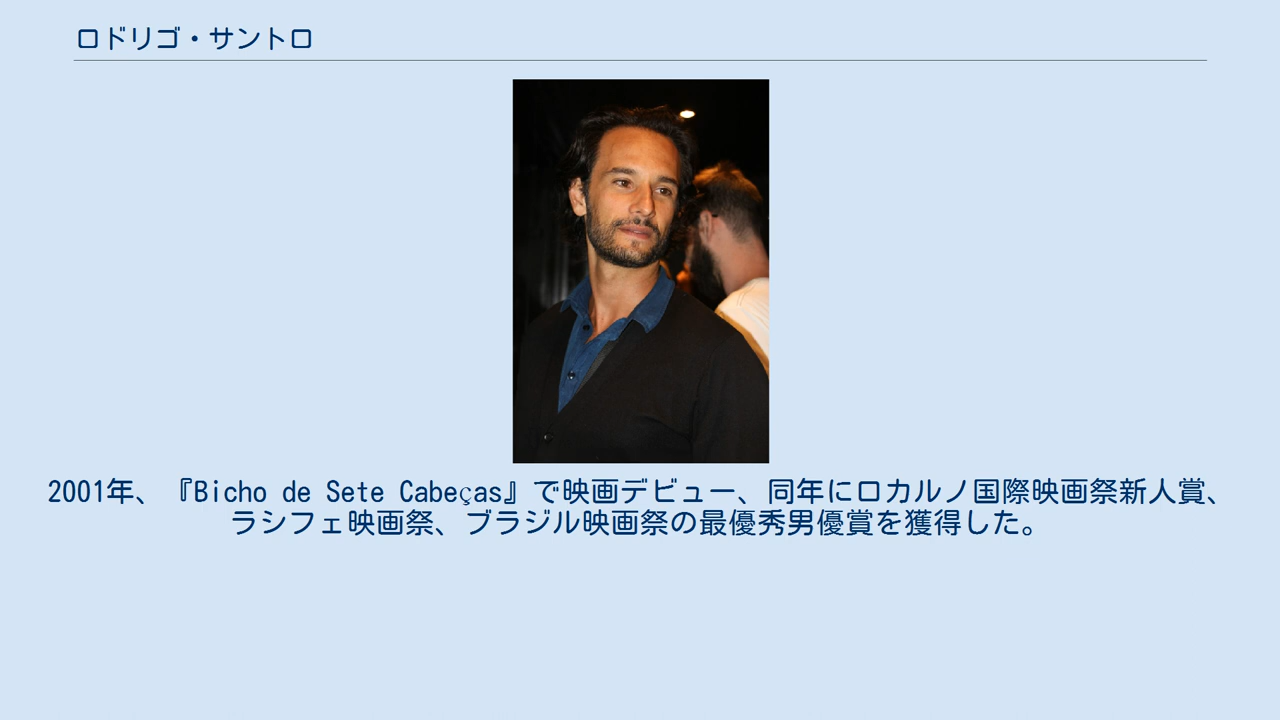 ロドリゴ・サントロ
2001年、『Bicho de Sete Cabeças』で映画デビュー、同年にロカルノ国際映画祭新人賞、
ラシフェ映画祭、ブラジル映画祭の最優秀男優賞を獲得した。